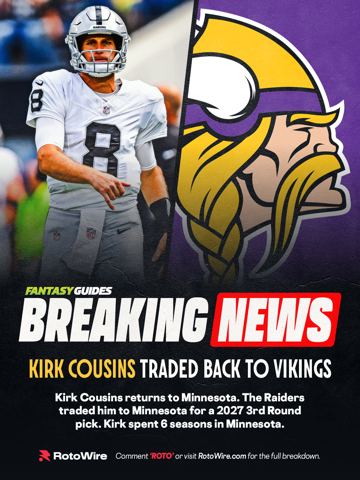 8
8
FANTASYGUIDES
BREAKING NEWS
KIRK COUSINS TRADED BACK TO VIKINGS
Kirk Cousins returns to Minnesota. The Raiders
traded him to Minnesota for a 2027 3rd Round
pick. Kirk spent 6 seasons in Minnesota.
RotoWire Comment 'ROTO' or visit RotoWire.com for the full breakdown.